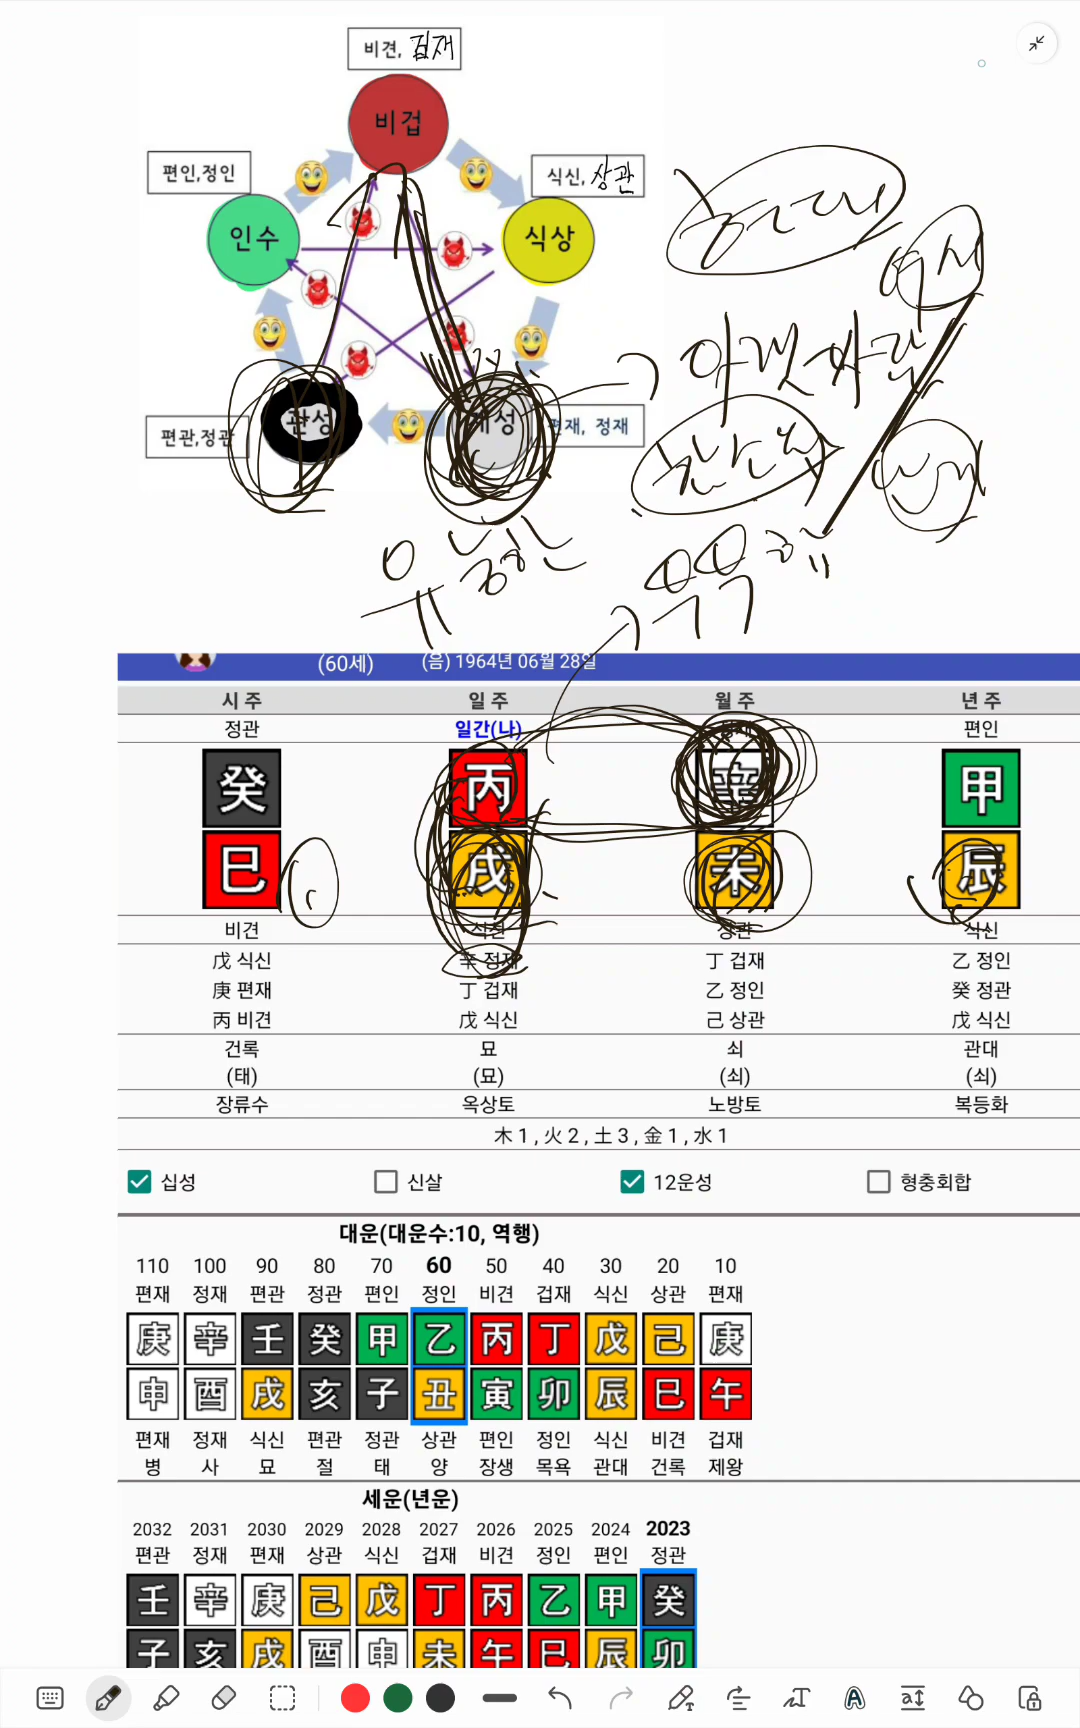 비견, 겁재
비겁
편인,정인
식신, 상관
인수
식상
관성
재성
편관,정관
편재, 정재
유능한
(60세) (음) 1964년 06월 28일
시주 일주 월주 년주
정관 일간(나) 정재 편인
癸 丙 辛 甲
巳 戌 未 辰
비견 식신 상관 식신
戊 식신 辛 정재 丁 겁재 乙 정인
庚 편재 丁 겁재 乙 정인 癸 정관
丙 비견 戊 식신 己 상관 戊 식신
건록 묘 쇠 관대
(태) (묘) (쇠) (쇠)
장류수 옥상토 노방토 복등화
木1, 火2, 土3, 金1, 水1
십성 신살 12운성 형충회합
대운(대운수:10, 역행)
110 100 90 80 70 60 50 40 30 20 10
편재 정재 편관 정관 편인 정인 비견 겁재 식신 상관 편재
庚 辛 壬 癸 甲 乙 丙 丁 戊 己 庚
申 酉 戌 亥 子 丑 寅 卯 辰 巳 午
편재 정재 식신 편관 정관 상관 편인 정인 식신 비견 겁재
병 사 묘 절 태 양 장생 목욕 관대 건록 제왕
세운(년운)
2032 2031 2030 2029 2028 2027 2026 2025 2024 2023
편관 정재 편재 상관 식신 겁재 비견 정인 편인 정관
壬 辛 庚 己 戊 丁 丙 乙 甲 癸
子 亥 戌 酉 申 未 午 巳 辰 卯